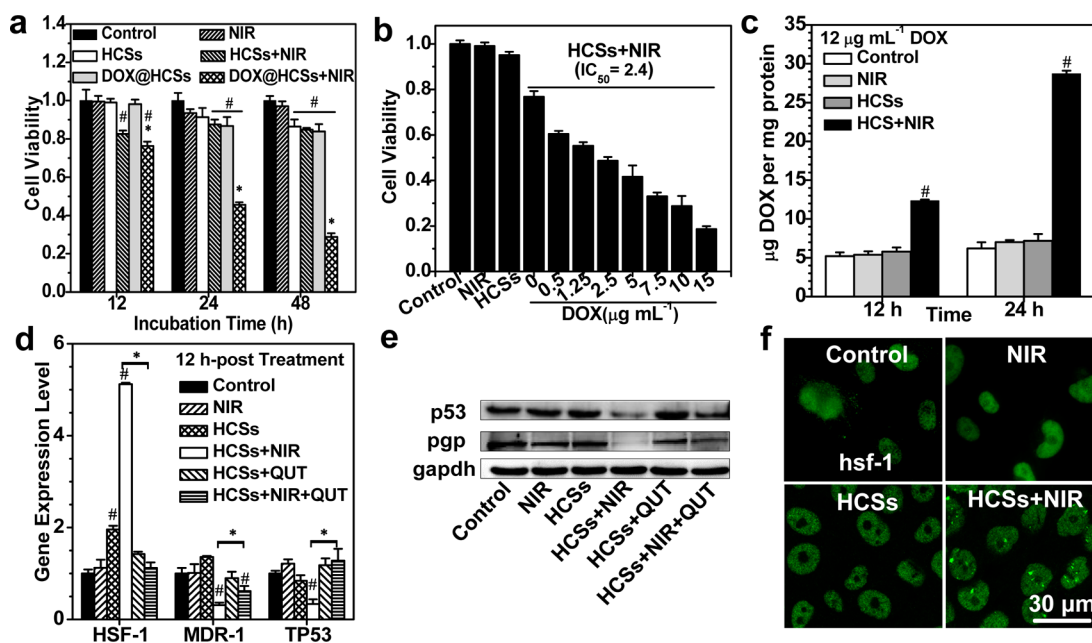 a
Control
NIR
HCSs
HCSs+NIR
DOX@HCSs
DOX@HCSs+NIR
1.4
1.2
1.0
0.8
0.6
0.4
0.2
0.0
Cell Viability
#
#
*
#
*
#
*
12
24
48
Incubation Time (h)
b
HCSs+NIR
(IC50 = 2.4)
1.0
0.8
0.6
0.4
0.2
0.0
Cell Viability
Control
NIR
HCSs
0
0.5
1.25
2.5
5
7.5
10
15
DOX(μg mL-1)
c
12 μg mL-1 DOX
Control
NIR
HCSs
HCS+NIR
35
30
25
20
15
10
5
0
μg DOX per mg protein
#
#
12 h
24 h
Time
d
12 h-post Treatment
Control
NIR
HCSs
HCSs+NIR
HCSs+QUT
HCSs+NIR+QUT
6
4
2
0
Gene Expression Level
#
#
*
#
*
#
#
*
HSF-1
MDR-1
TP53
e
p53
pgp
gapdh
Control
NIR
HCSs
HCSs+NIR
HCSs+QUT
HCSs+NIR+QUT
f
Control
NIR
hsf-1
HCSs
HCSs+NIR
30 μm